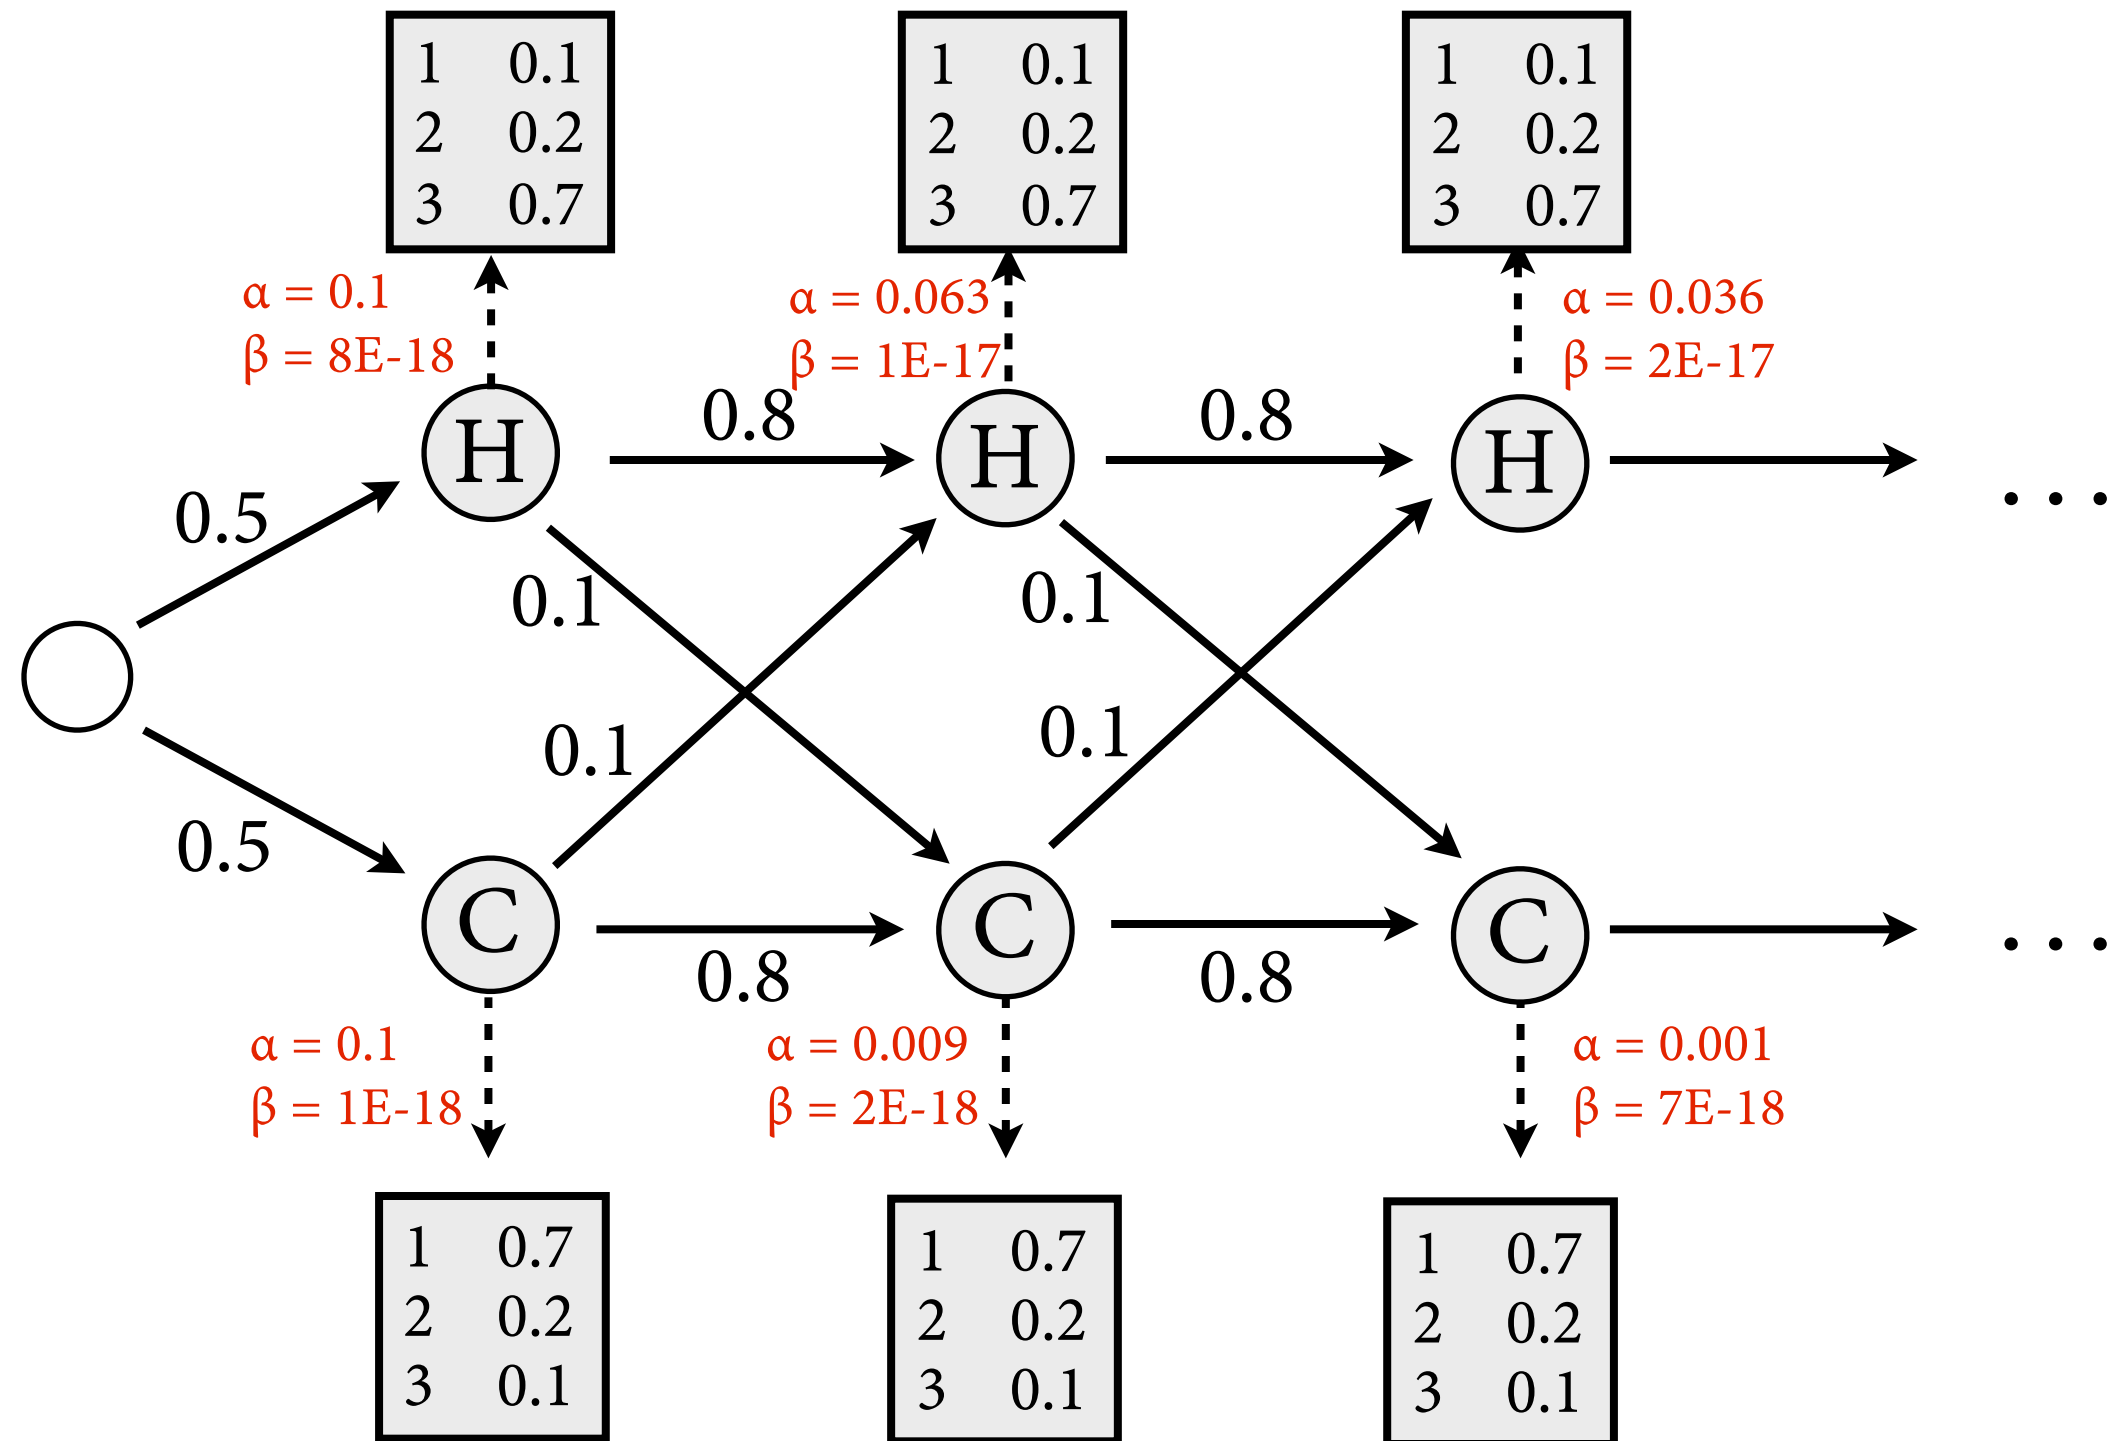 1 0.1
2 0.2
3 0.7
1 0.1
2 0.2
3 0.7
1 0.1
2 0.2
3 0.7
α = 0.1
β = 8E-18
α = 0.063
β = 1E-17
α = 0.036
β = 2E-17
0.8
0.8
H
H
H
0.5
0.1
0.1
...
0.1
0.1
0.5
C
C
C
...
0.8
0.8
α = 0.1
β = 1E-18
α = 0.009
β = 2E-18
α = 0.001
β = 7E-18
1 0.7
2 0.2
3 0.1
1 0.7
2 0.2
3 0.1
1 0.7
2 0.2
3 0.1